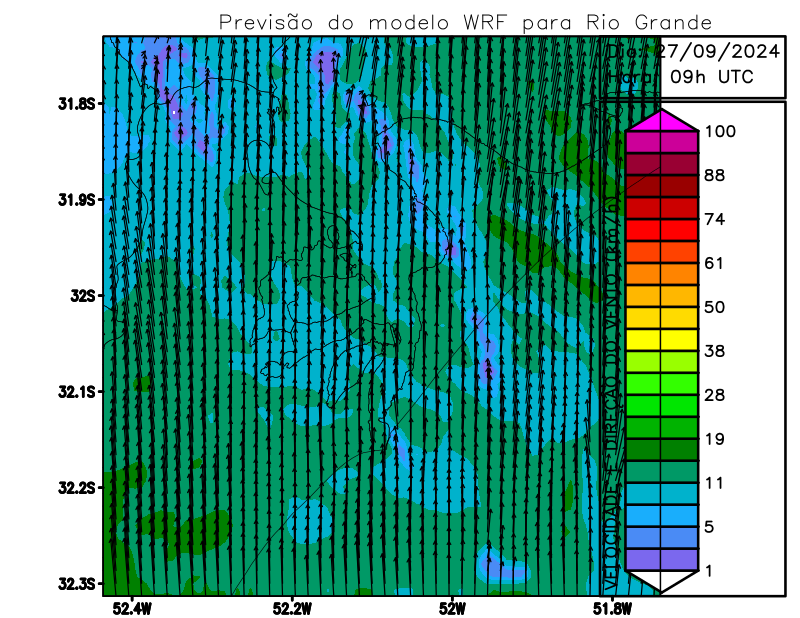 Previsão do modelo WRF para Rio Grande
Dia: 27/09/2024
Hora: 09h UTC
31.8S
31.9S
32S
32.1S
32.2S
32.3S
52.4W
52.2W
52W
51.8W
VELOCIDADE E DIREÇÃO DO VENTO (km/h)
100
88
74
61
50
38
28
19
11
5
1